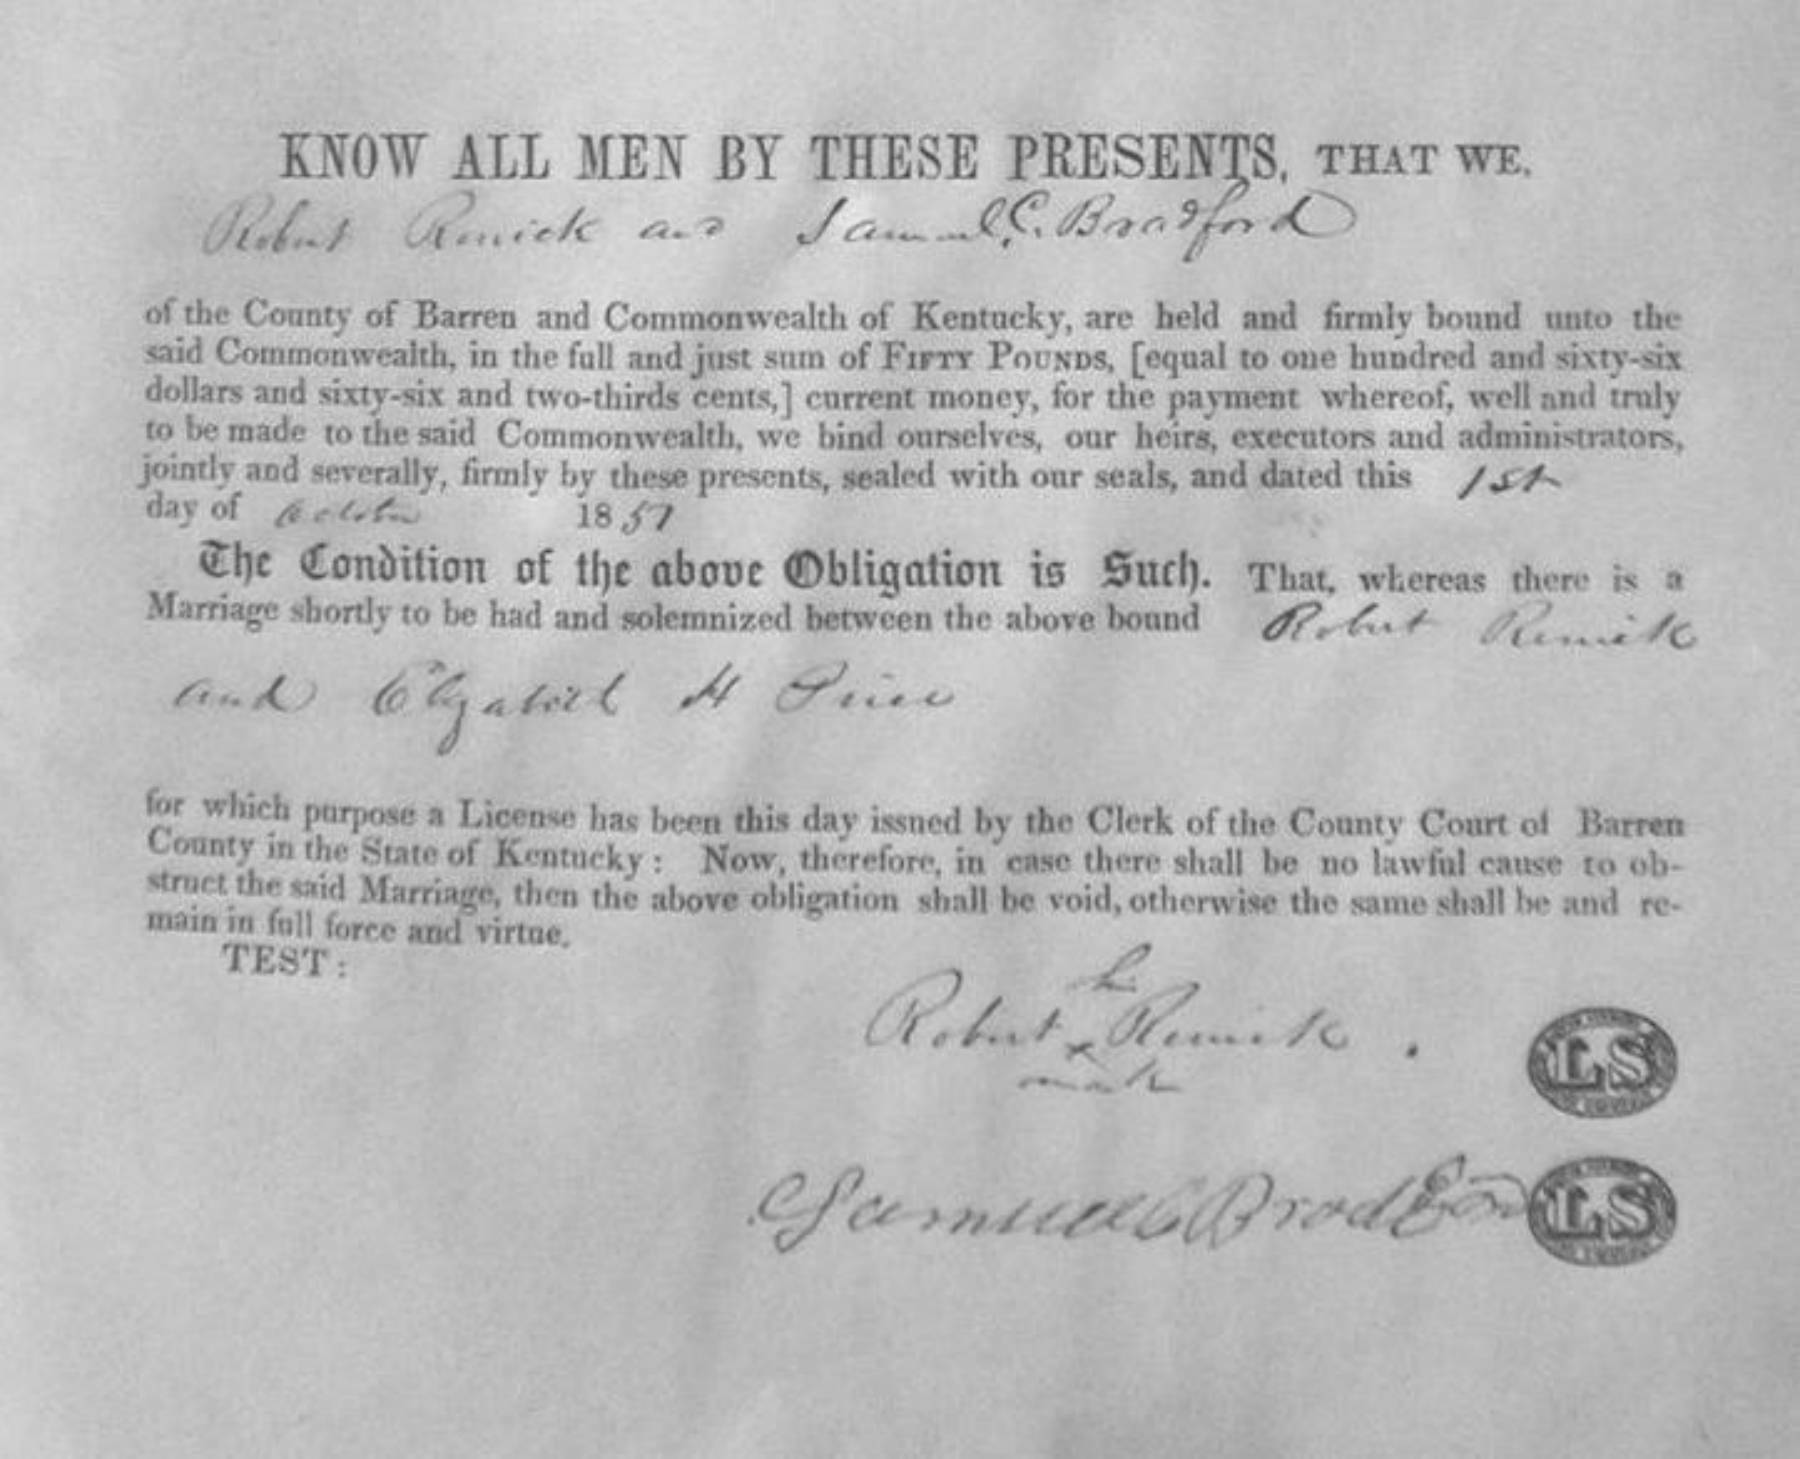 KNOW ALL MEN BY THESE PRESENTS, THAT WE,
Robert Renick and Samuel C. Bradford
of the County of Barren and Commonwealth of Kentucky, are held and firmly bound unto the
said Commonwealth, in the full and just sum of FIFTY POUNDS, [equal to one hundred and sixty-six
dollars and sixty-six and two-thirds cents,] current money, for the payment whereof, well and truly
to be made to the said Commonwealth, we bind ourselves, our heirs, executors and administrators,
jointly and severally, firmly by these presents, sealed with our seals, and dated this 1st
day of October 1857
The Condition of the above Obligation is Such. That, whereas there is a
Marriage shortly to be had and solemnized between the above bound Robert Renick
and Elizabeth H
for which purpose a License has been this day issued by the Clerk of the County Court of Barren
County in the State of Kentucky: Now, therefore, in case there shall be no lawful cause to ob-
struct the said Marriage, then the above obligation shall be void, otherwise the same shall be and re-
main in full force and virtue.
TEST:
his
Robert x Renick .
mark
LS
Samuel C Bradford
LS